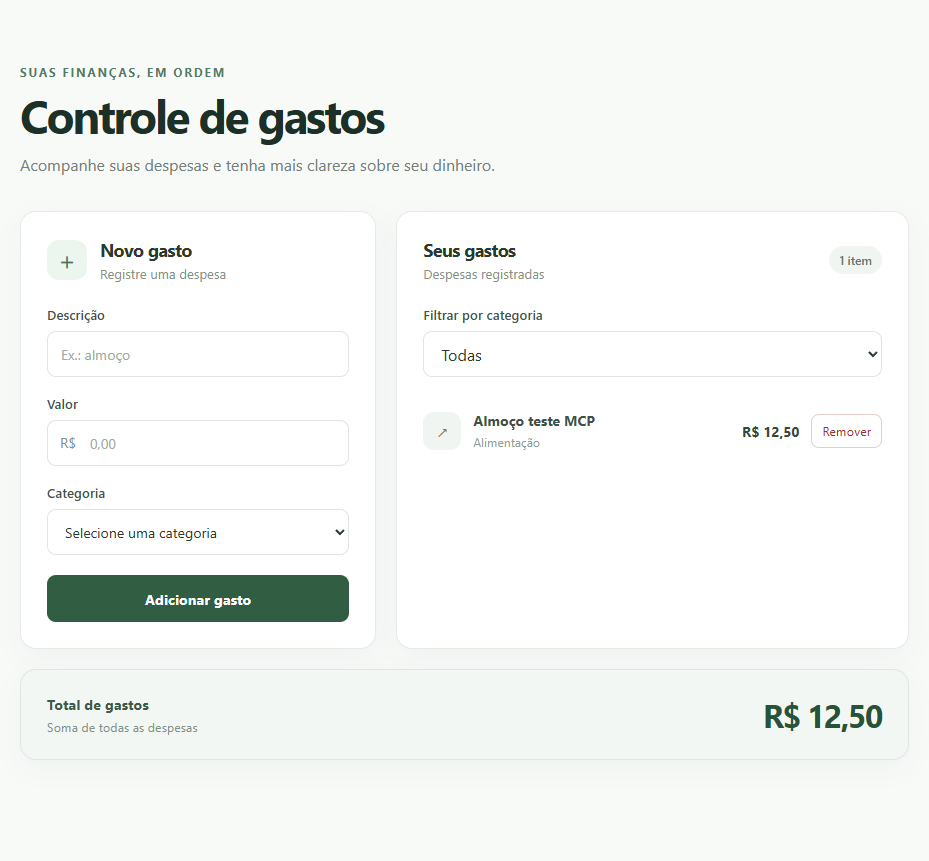 SUAS FINANÇAS, EM ORDEM
Controle de gastos
Acompanhe suas despesas e tenha mais clareza sobre seu dinheiro.
+
Novo gasto
Registre uma despesa
Descrição
Ex.: almoço
Valor
R$ 0,00
Categoria
Selecione uma categoria
Adicionar gasto
Seus gastos
Despesas registradas
1 item
Filtrar por categoria
Todas
↗
Almoço teste MCP
Alimentação
R$ 12,50
Remover
Total de gastos
Soma de todas as despesas
R$ 12,50